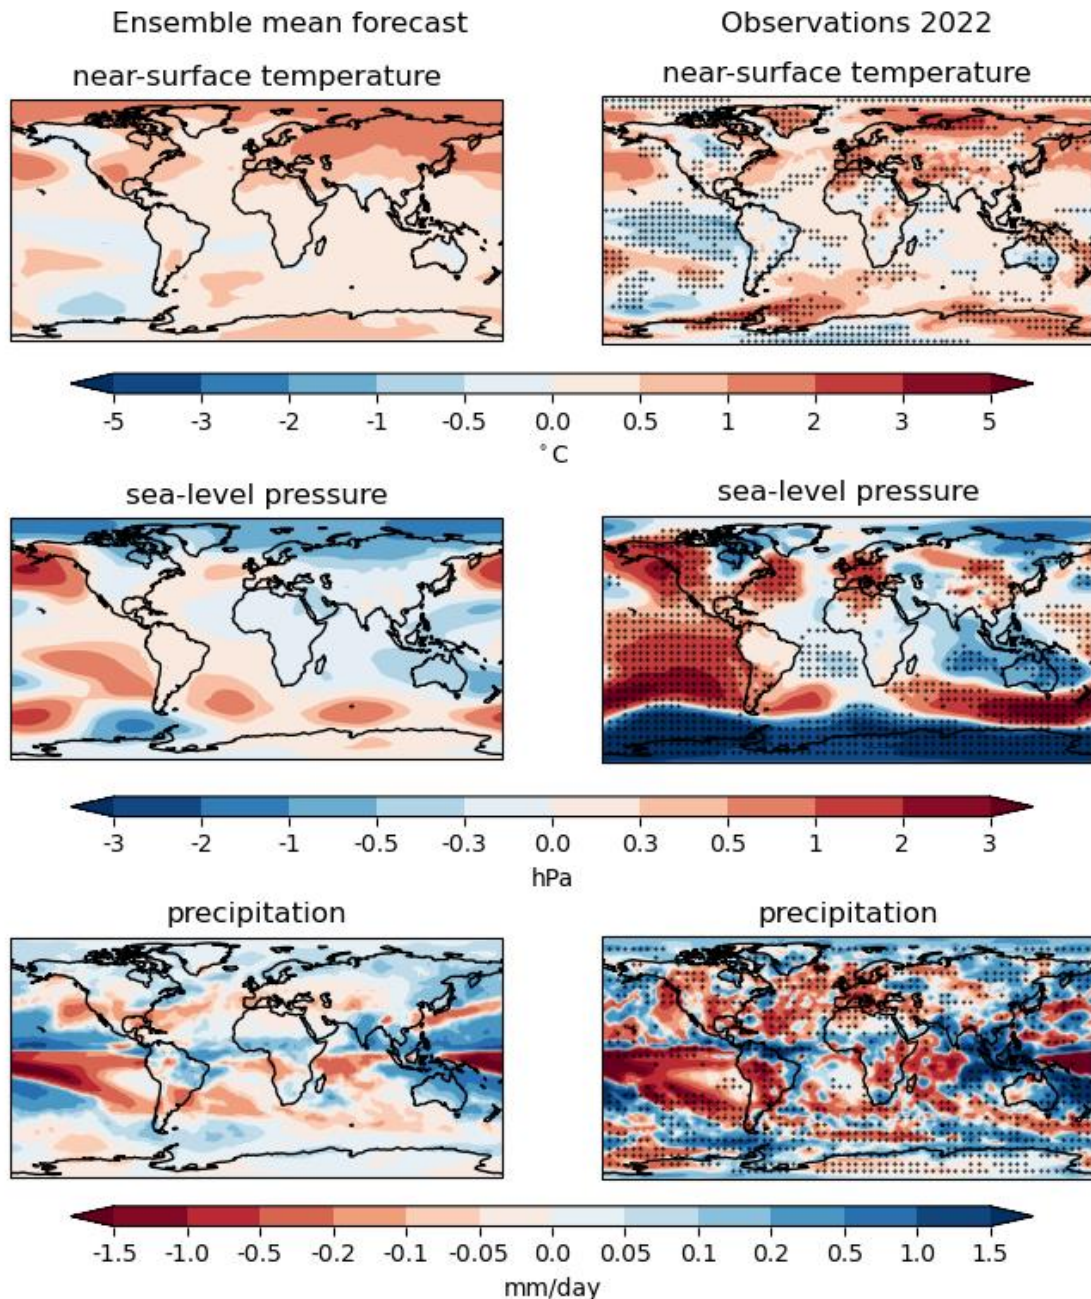 Ensemble mean forecast Observations 2022
near-surface temperature near-surface temperature
-5 -3 -2 -1 -0.5 0.0 0.5 1 2 3 5
°C
sea-level pressure sea-level pressure
-3 -2 -1 -0.5 -0.3 0.0 0.3 0.5 1 2 3
hPa
precipitation precipitation
-1.5 -1.0 -0.5 -0.2 -0.1 -0.05 0.0 0.05 0.1 0.2 0.5 1.0 1.5
mm/day